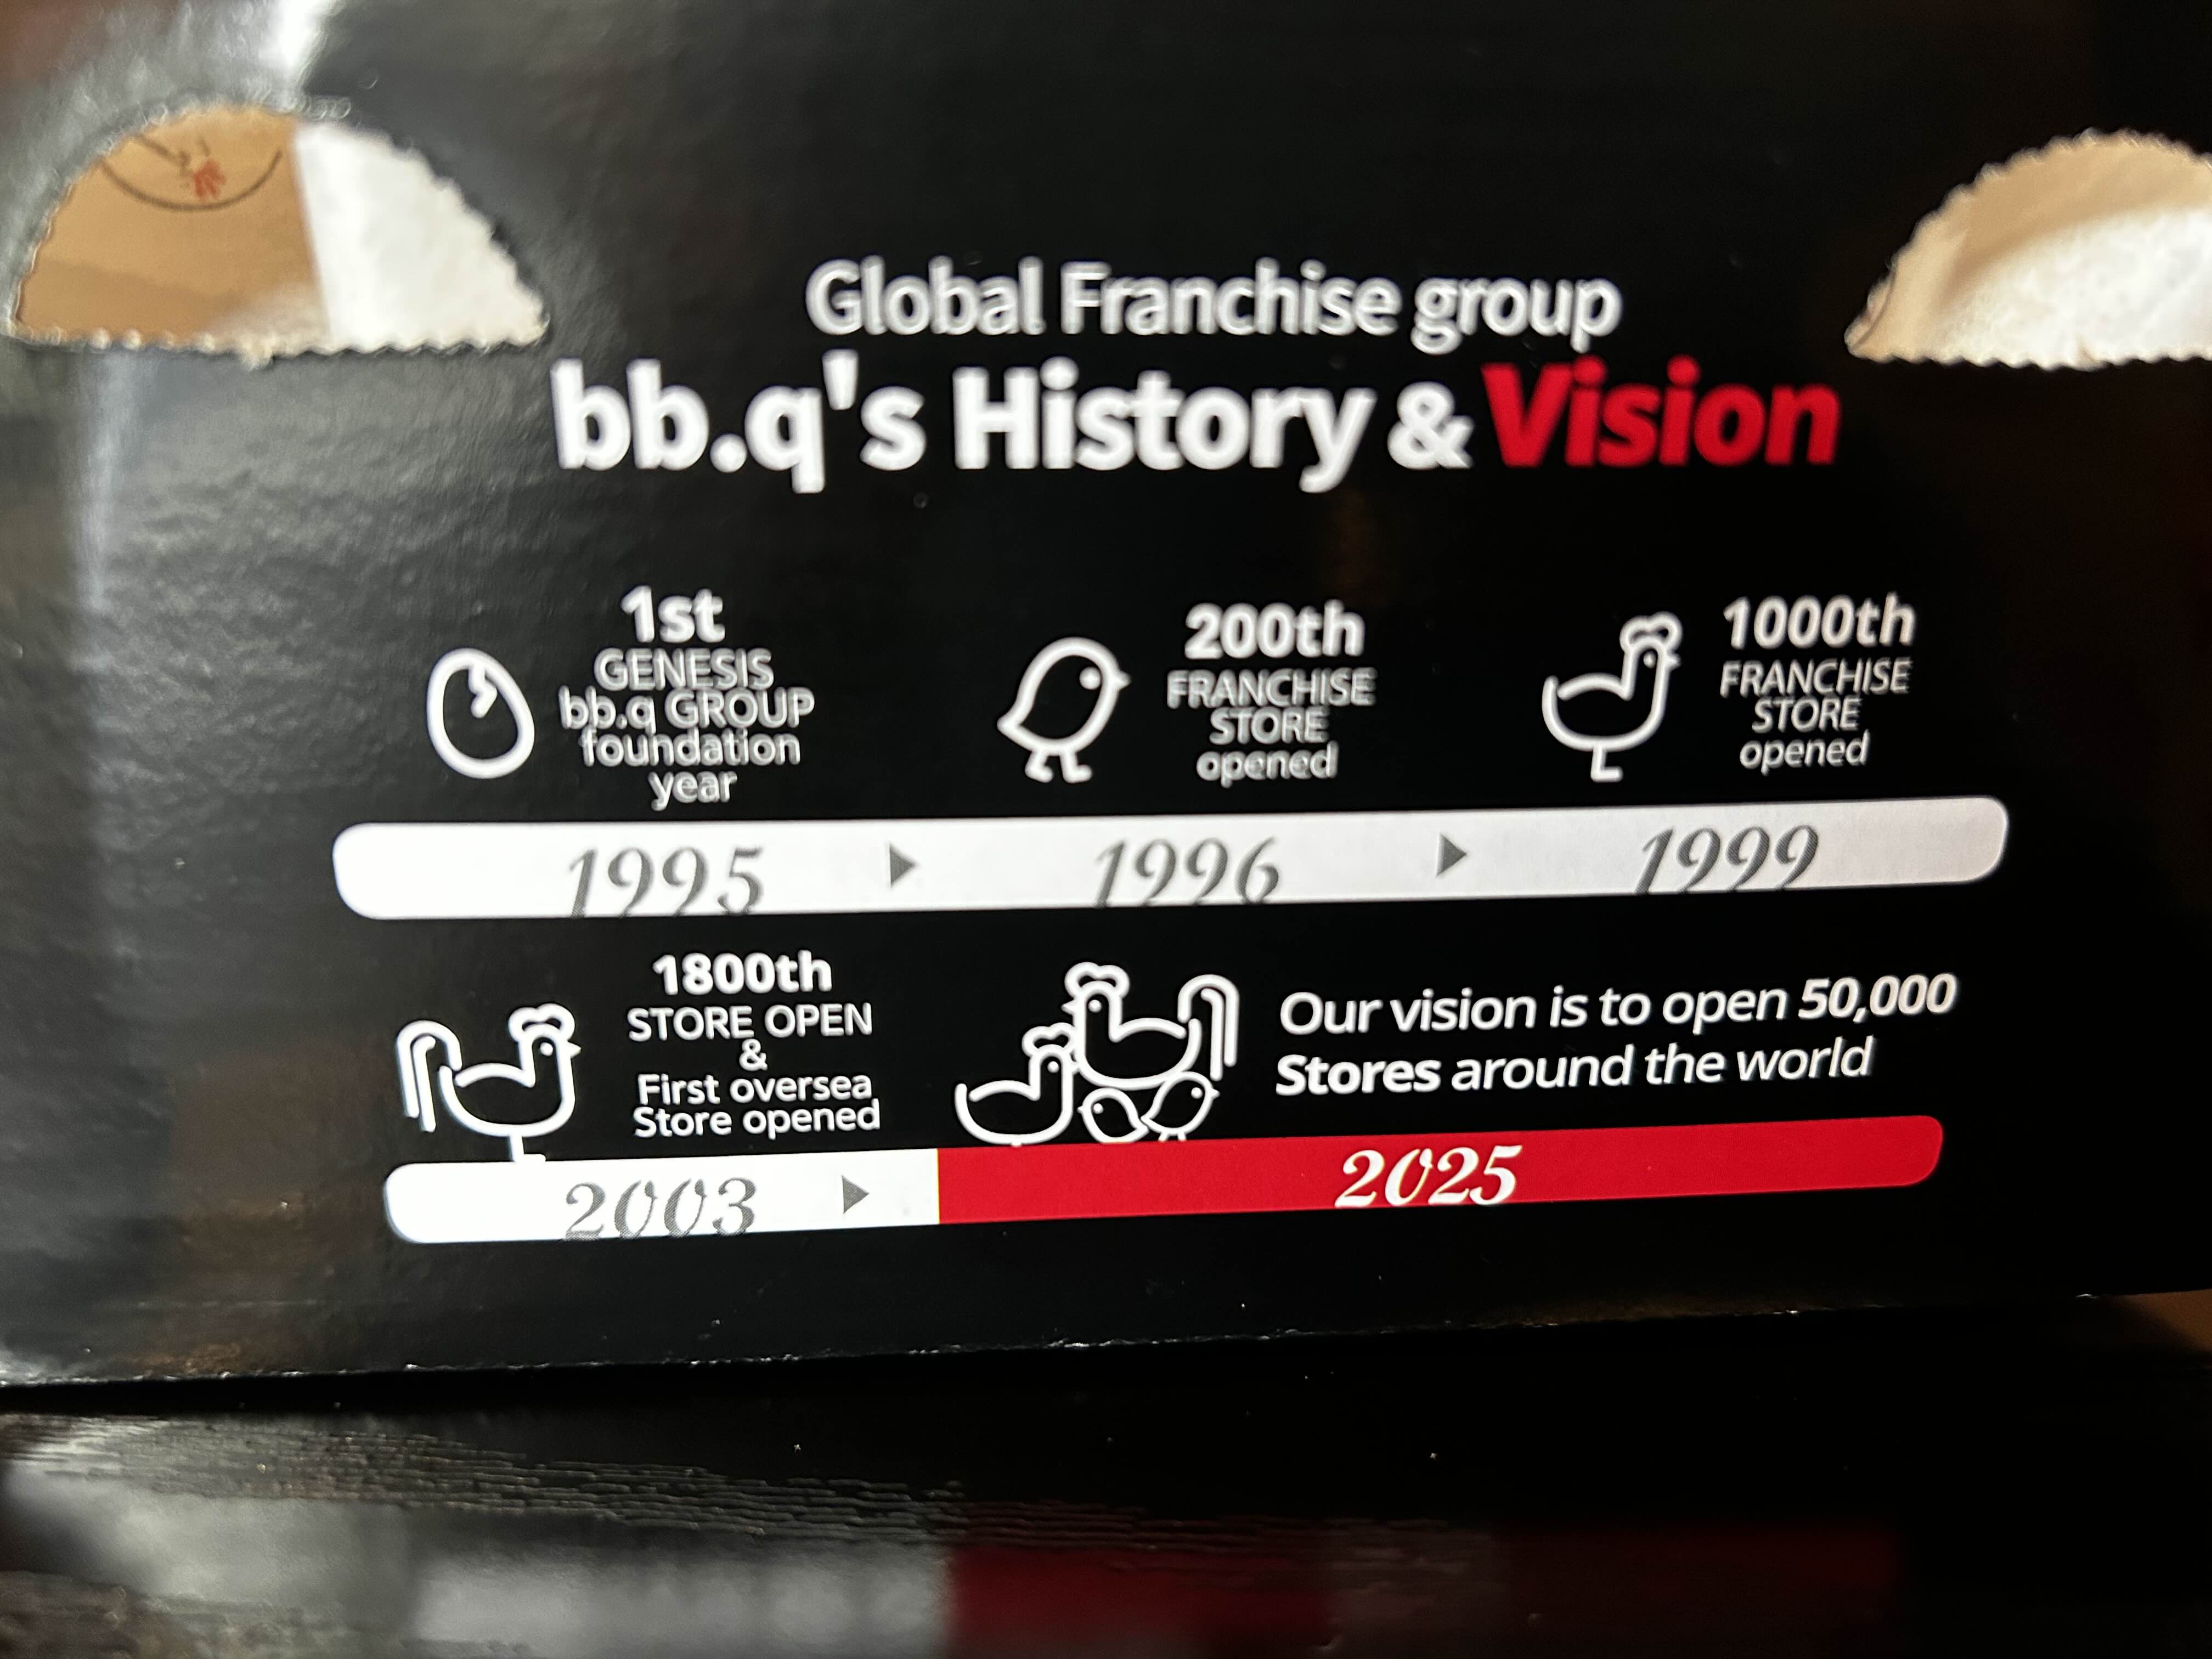 Global Franchise group
bb.q's History & Vision
1st
GENESIS
bb.q GROUP
foundation
year
200th
FRANCHISE
STORE
opened
1000th
FRANCHISE
STORE
opened
1995
1996
1999
1800th
STORE OPEN
&
First oversea
Store opened
Our vision is to open 50,000
Stores around the world
2003
2025